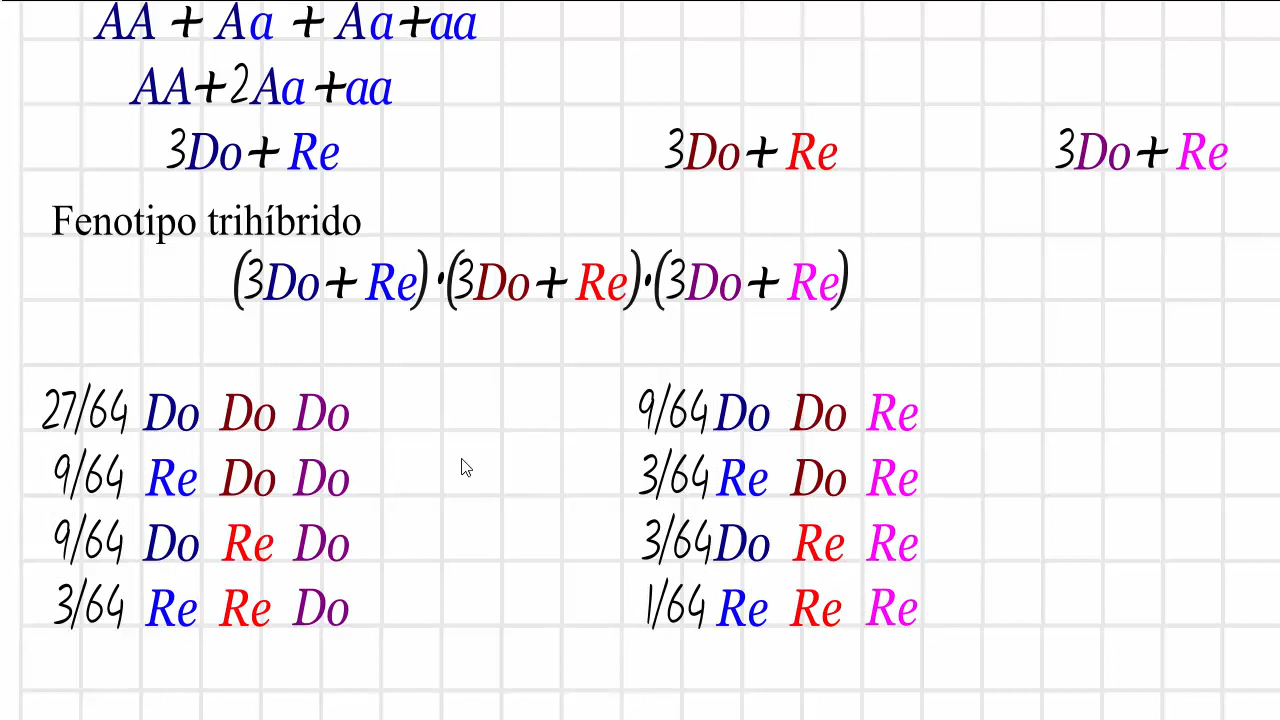 AA + Aa + Aa+aa
AA+2Aa+aa
3Do+ Re 3Do+ Re 3Do+ Re
Fenotipo trihíbrido
(3Do+ Re)·(3Do+ Re)·(3Do+ Re)
27/64 Do Do Do 9/64 Do Do Re
9/64 Re Do Do 3/64 Re Do Re
9/64 Do Re Do 3/64 Do Re Re
3/64 Re Re Do 1/64 Re Re Re